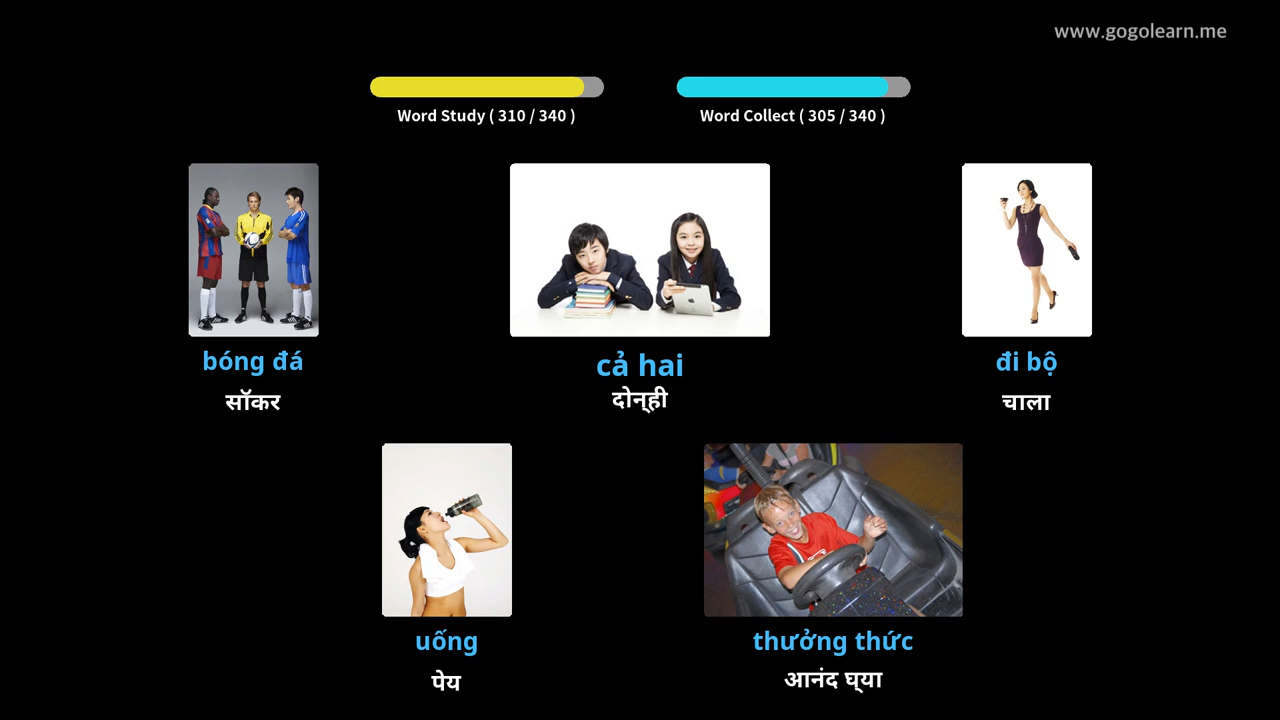 www.gogolearn.me
Word Study ( 310 / 340 )
Word Collect ( 305 / 340 )
bóng đá
सॉकर
cả hai
दोन्ही
đi bộ
चाला
uống
पेय
thưởng thức
आनंद घ्या